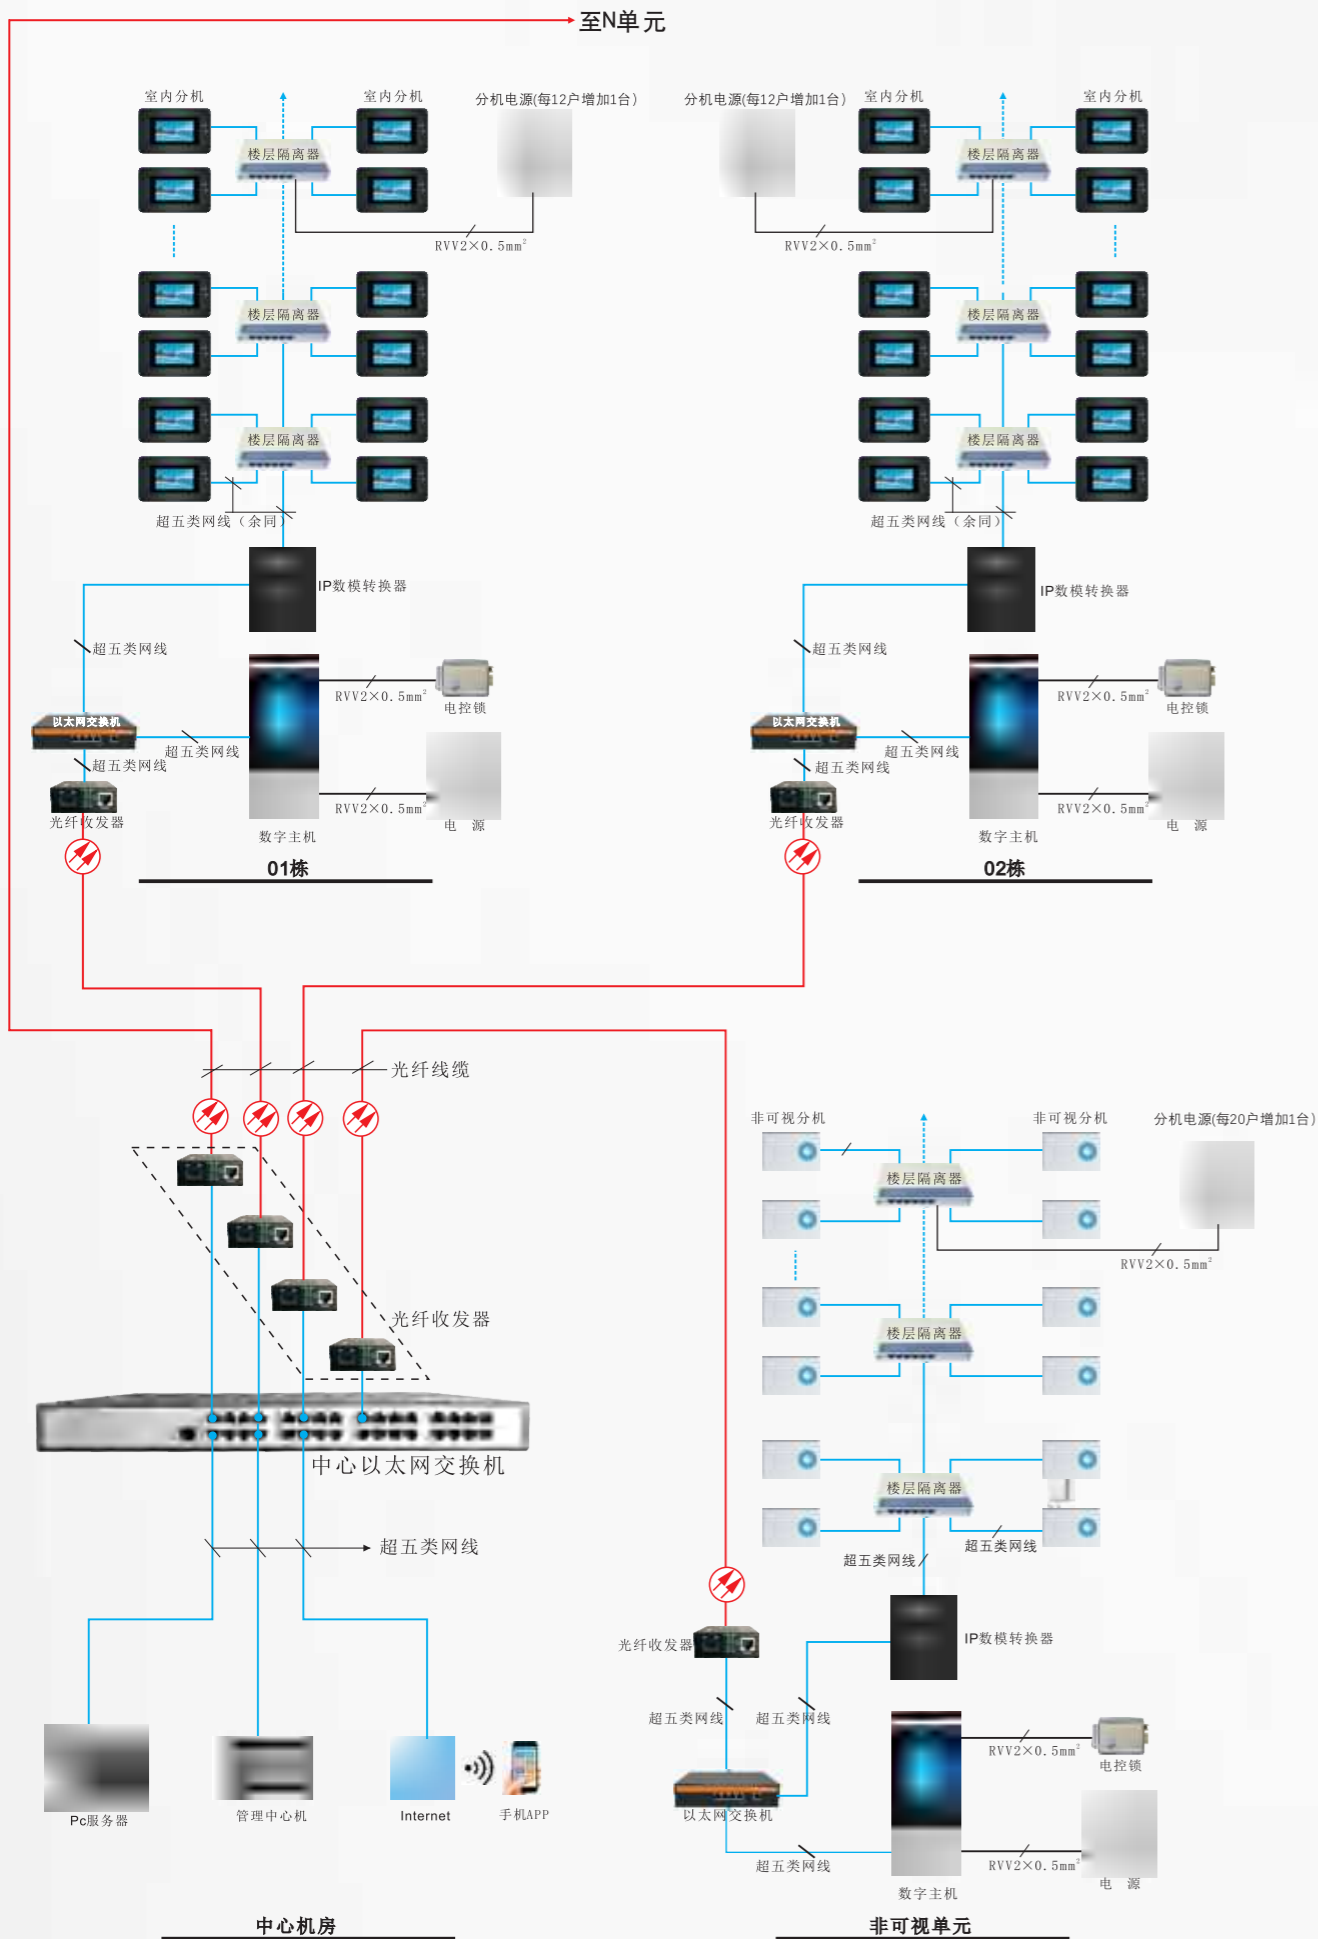 至N单元
室内分机
室内分机
分机电源(每12户增加1台)
分机电源(每12户增加1台)
室内分机
室内分机
楼层隔离器
楼层隔离器
RVV2×0.5mm²
RVV2×0.5mm²
楼层隔离器
楼层隔离器
楼层隔离器
楼层隔离器
超五类网线（余同）
超五类网线（余同）
IP数模转换器
IP数模转换器
超五类网线
超五类网线
RVV2×0.5mm²
电控锁
RVV2×0.5mm²
电控锁
以太网交换机
以太网交换机
超五类网线
超五类网线
超五类网线
超五类网线
RVV2×0.5mm²
RVV2×0.5mm²
光纤收发器
电 源
光纤收发器
电 源
数字主机
数字主机
01栋
02栋
光纤线缆
非可视分机
非可视分机
分机电源(每20户增加1台)
楼层隔离器
RVV2×0.5mm²
光纤收发器
楼层隔离器
中心以太网交换机
楼层隔离器
超五类网线
超五类网线
超五类网线
光纤收发器
IP数模转换器
超五类网线
超五类网线
RVV2×0.5mm²
电控锁
Pc服务器
管理中心机
Internet
手机APP
以太网交换机
超五类网线
RVV2×0.5mm²
电 源
数字主机
中心机房
非可视单元